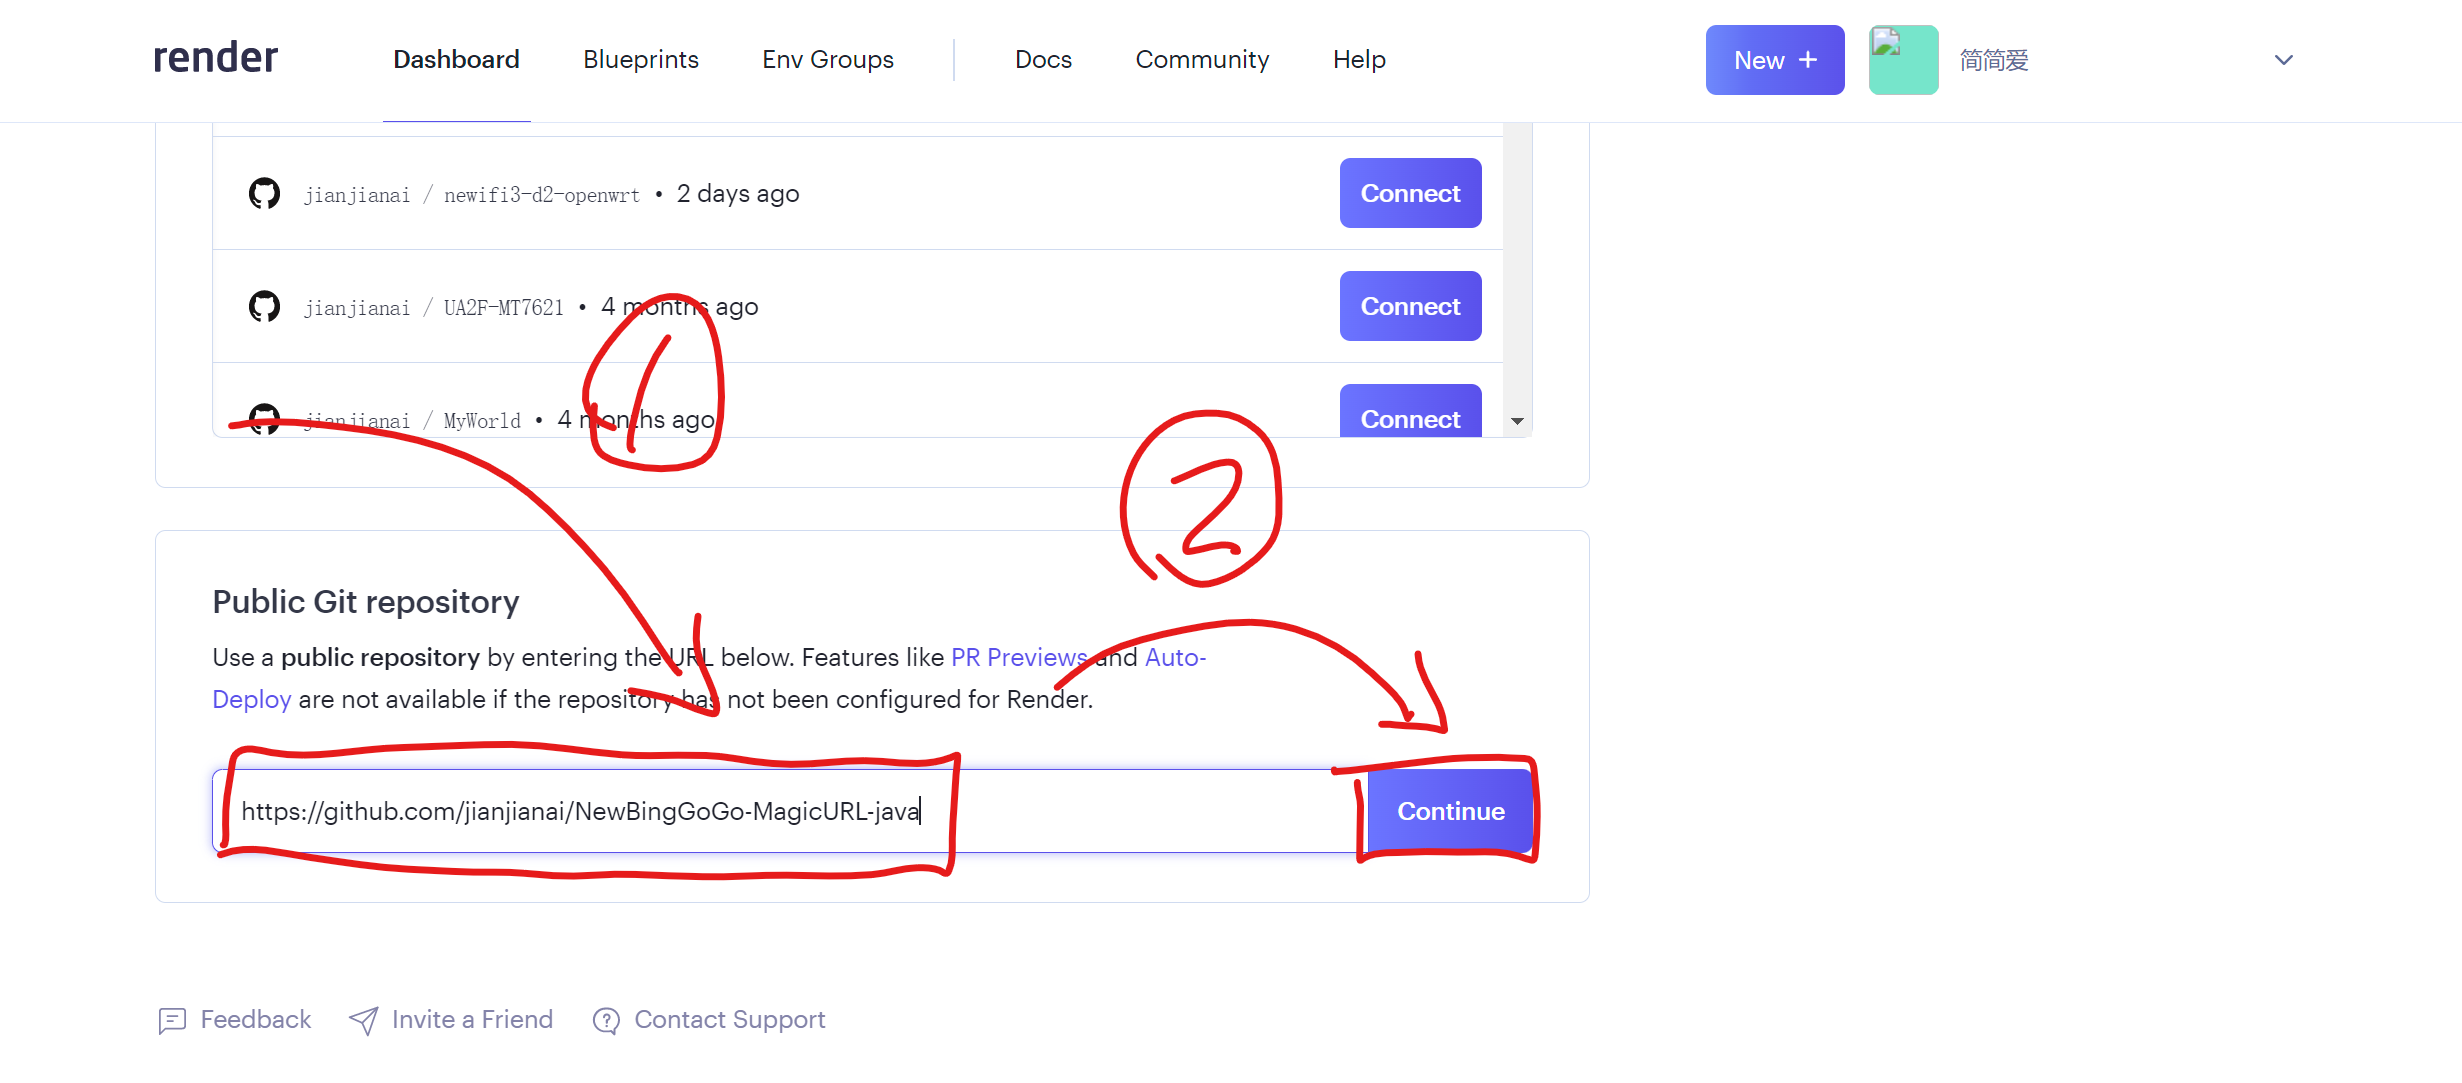 render
Dashboard Blueprints Env Groups Docs Community Help New + 简简爱
jianjianai / newifi3-d2-openwrt • 2 days ago Connect
jianjianai / UA2F-MT7621 • 4 months ago Connect
1
jianjianai / MyWorld • 4 months ago Connect
2
Public Git repository
Use a public repository by entering the URL below. Features like PR Previews and Auto-
Deploy are not available if the repository has not been configured for Render.
https://github.com/jianjianai/NewBingGoGo-MagicURL-java Continue
Feedback Invite a Friend Contact Support